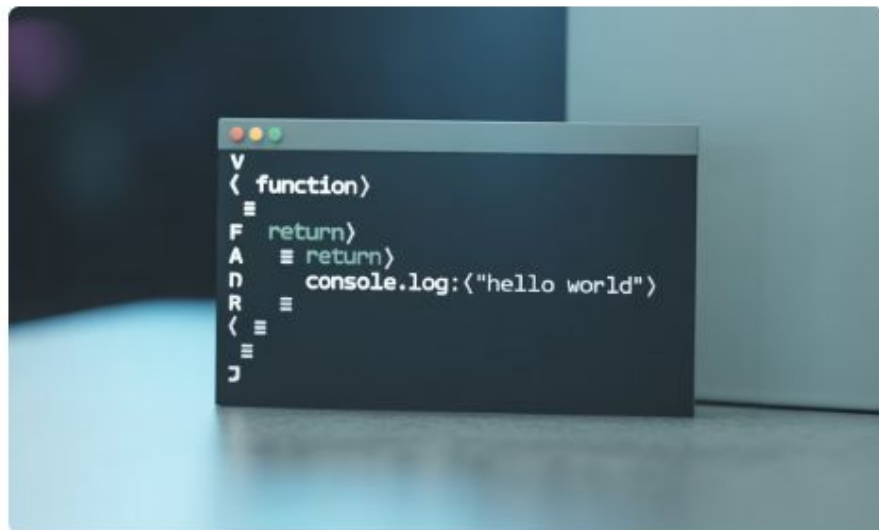 V
⟨ function⟩
≡
F return⟩
A ≡ return⟩
n console.log:⟨"hello world"⟩
R ≡
⟨ ≡
≡
J